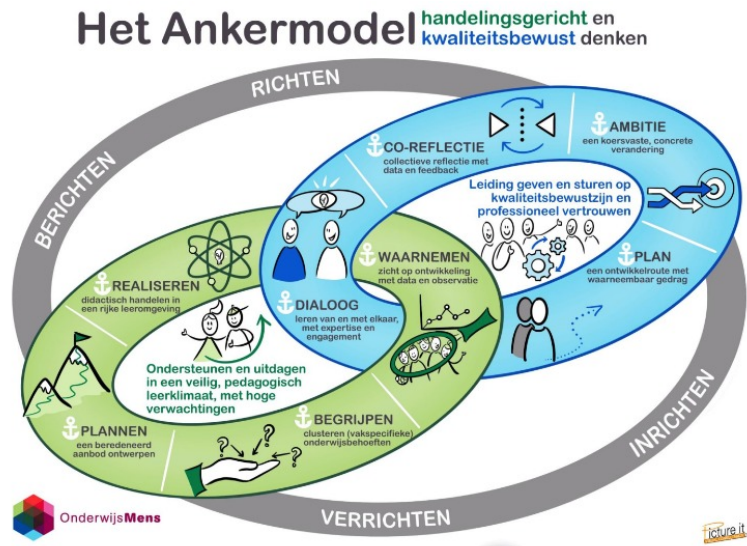 Het Ankermodel
handelingsgericht en
kwaliteitsbewust denken
RICHTEN
BERICHTEN
INRICHTEN
VERRICHTEN
CO-REFLECTIE
collectieve reflectie met
data en feedback
AMBITIE
een koersvaste, concrete
verandering
Leiding geven en sturen op
kwaliteitsbewustzijn en
professioneel vertrouwen
PLAN
een ontwikkelroute met
waarneembaar gedrag
DIALOOG
leren van en met elkaar,
met expertise en
engagement
WAARNEMEN
zicht op ontwikkeling
met data en observatie
REALISEREN
didactisch handelen in
een rijke leeromgeving
Ondersteunen en uitdagen
in een veilig, pedagogisch
leerklimaat, met hoge
verwachtingen
PLANNEN
een beredeneerd
aanbod ontwerpen
BEGRIJPEN
clusteren (vakspecifieke)
onderwijsbehoeften
? ? ? ?
OnderwijsMens
Picture it